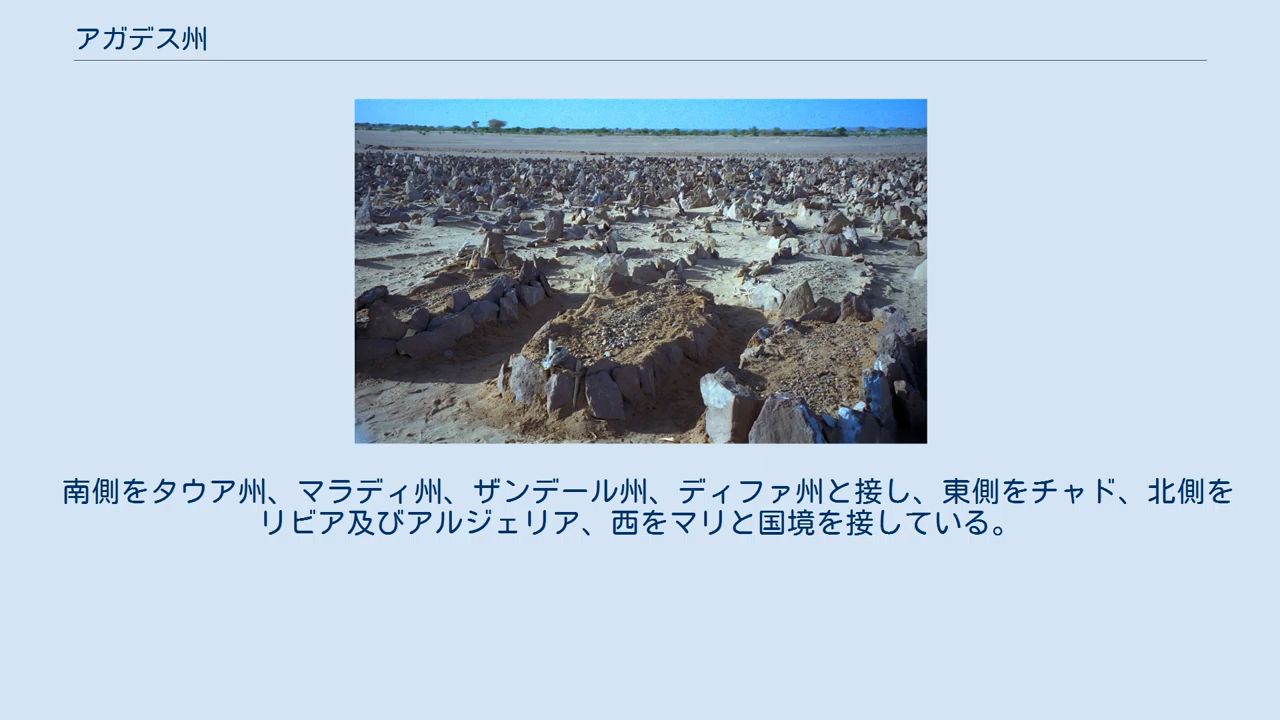 アガデス州
南側をタウア州、マラディ州、ザンデール州、ディファ州と接し、東側をチャド、北側を
リビア及びアルジェリア、西をマリと国境を接している。